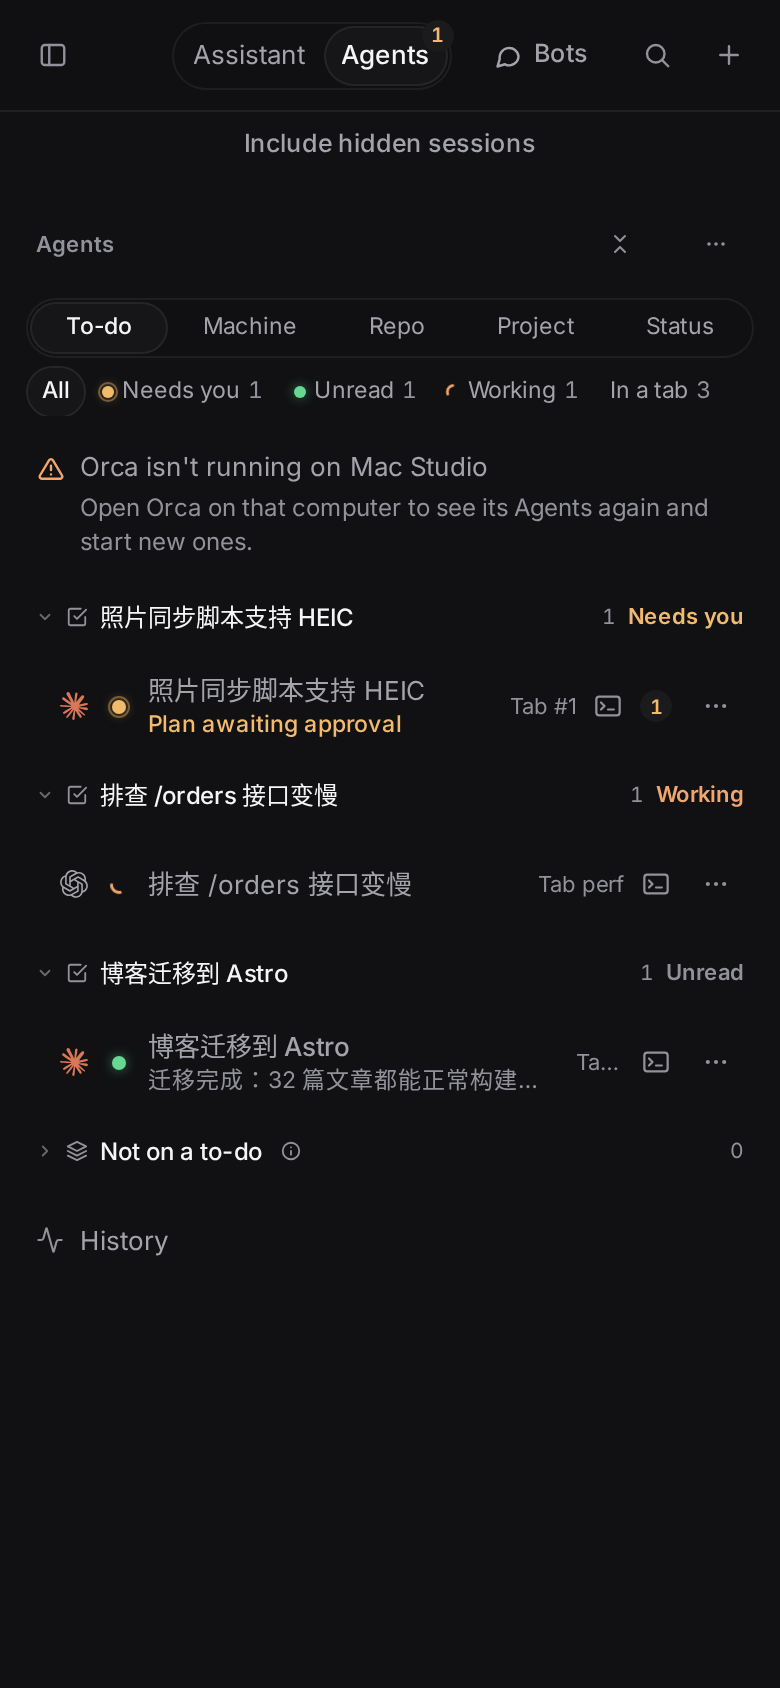 Assistant
Agents
1
Bots
Include hidden sessions
Agents
To-do
Machine
Repo
Project
Status
All
Needs you 1
Unread 1
Working 1
In a tab 3
Orca isn't running on Mac Studio
Open Orca on that computer to see its Agents again and
start new ones.
照片同步脚本支持 HEIC
1 Needs you
照片同步脚本支持 HEIC
Tab #1
1
Plan awaiting approval
排查 /orders 接口变慢
1 Working
排查 /orders 接口变慢
Tab perf
博客迁移到 Astro
1 Unread
博客迁移到 Astro
Ta...
迁移完成：32 篇文章都能正常构建...
Not on a to-do
0
History